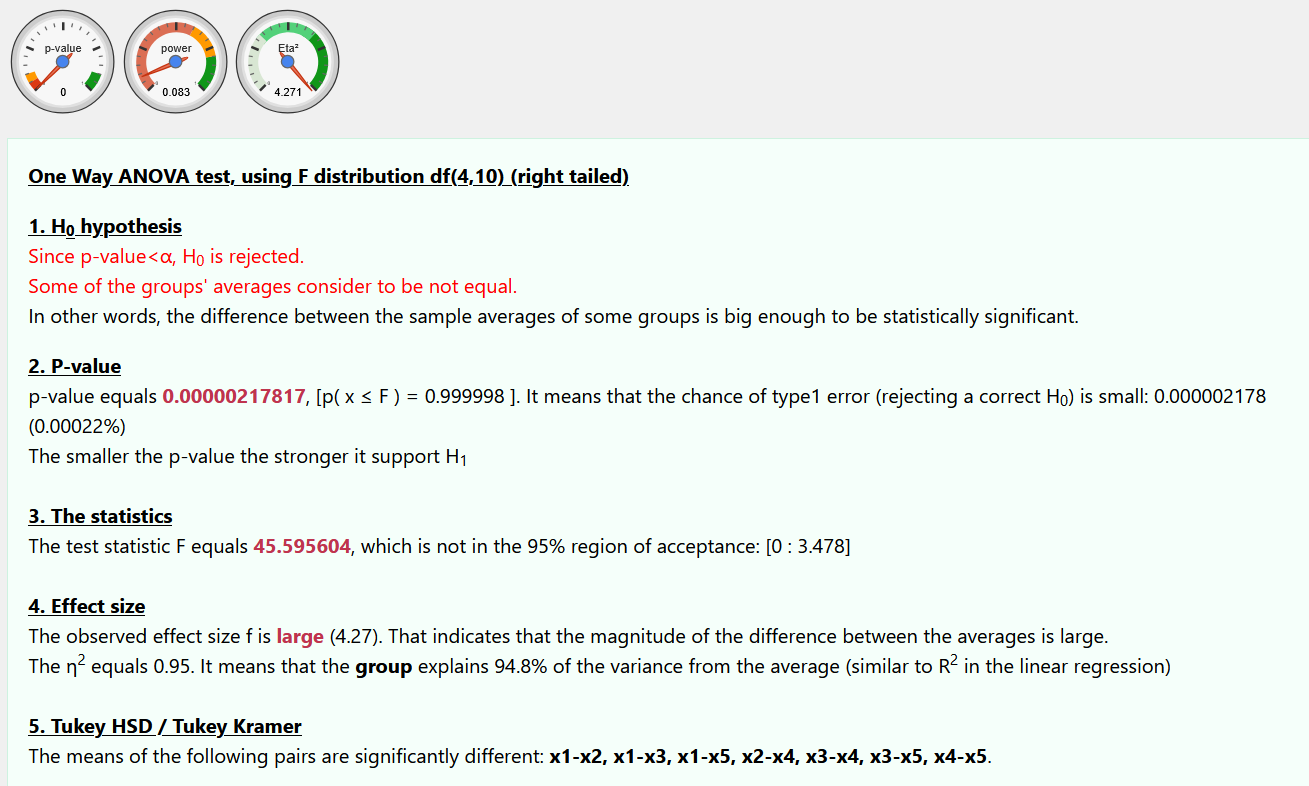 p-value power Eta²
0 0.083 4.271
One Way ANOVA test, using F distribution df(4,10) (right tailed)
1. H₀ hypothesis
Since p-value<α, H₀ is rejected.
Some of the groups' averages consider to be not equal.
In other words, the difference between the sample averages of some groups is big enough to be statistically significant.
2. P-value
p-value equals 0.00000217817, [p( x ≤ F ) = 0.999998 ]. It means that the chance of type1 error (rejecting a correct H₀) is small: 0.000002178
(0.00022%)
The smaller the p-value the stronger it support H₁
3. The statistics
The test statistic F equals 45.595604, which is not in the 95% region of acceptance: [0 : 3.478]
4. Effect size
The observed effect size f is large (4.27). That indicates that the magnitude of the difference between the averages is large.
The η² equals 0.95. It means that the group explains 94.8% of the variance from the average (similar to R² in the linear regression)
5. Tukey HSD / Tukey Kramer
The means of the following pairs are significantly different: x1-x2, x1-x3, x1-x5, x2-x4, x3-x4, x3-x5, x4-x5.